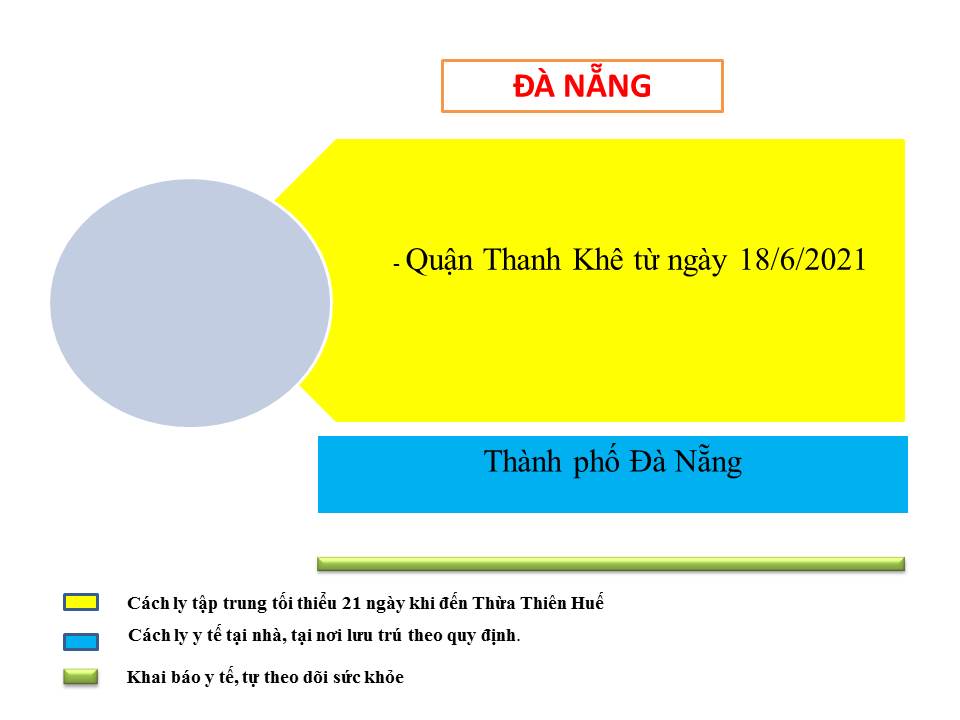 ĐÀ NẴNG
- Quận Thanh Khê từ ngày 18/6/2021
Thành phố Đà Nẵng
Cách ly tập trung tối thiểu 21 ngày khi đến Thừa Thiên Huế
Cách ly y tế tại nhà, tại nơi lưu trú theo quy định.
Khai báo y tế, tự theo dõi sức khỏe